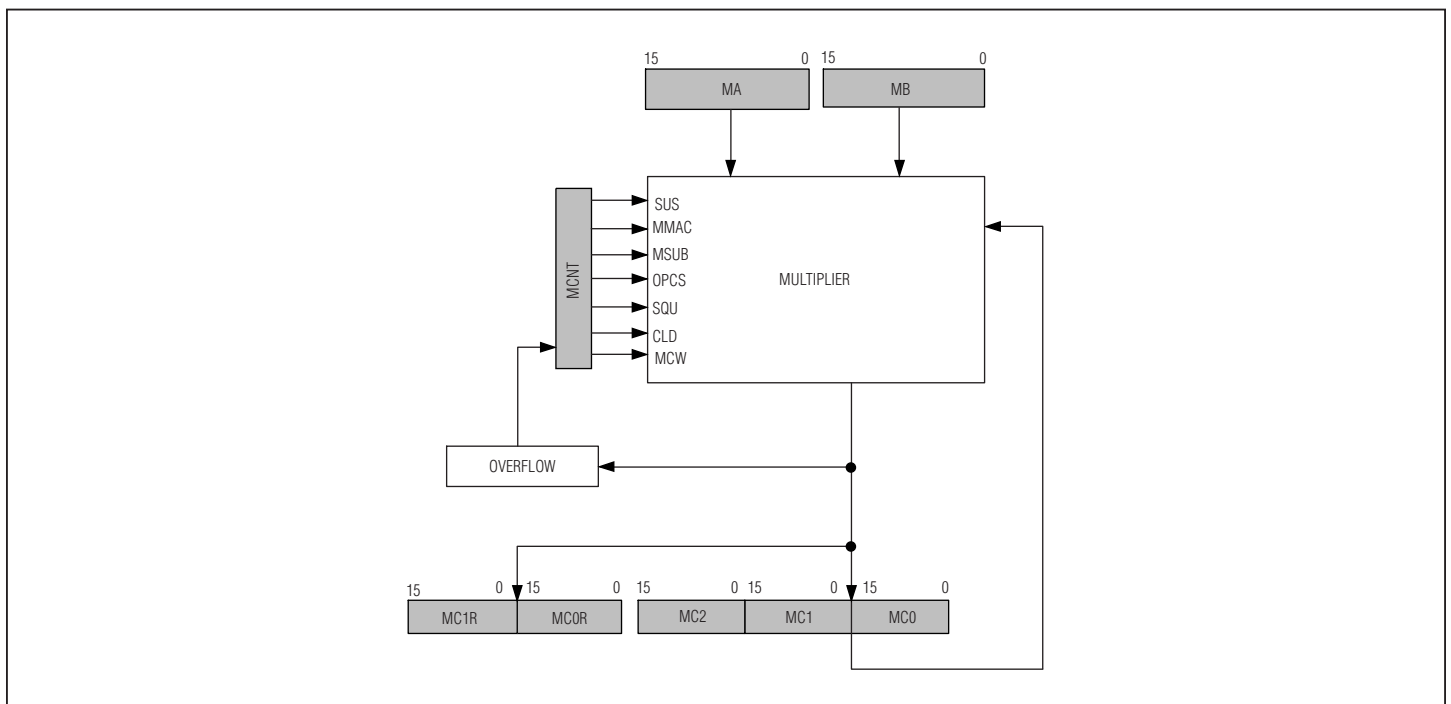 15 0 15 0
MA MB
SUS
MMAC
MSUB
OPCS
SQU
CLD
MCW
MCNT
MULTIPLIER
OVERFLOW
15 0 15 0 15 0 15 0 15 0
MC1R MC0R MC2 MC1 MC0